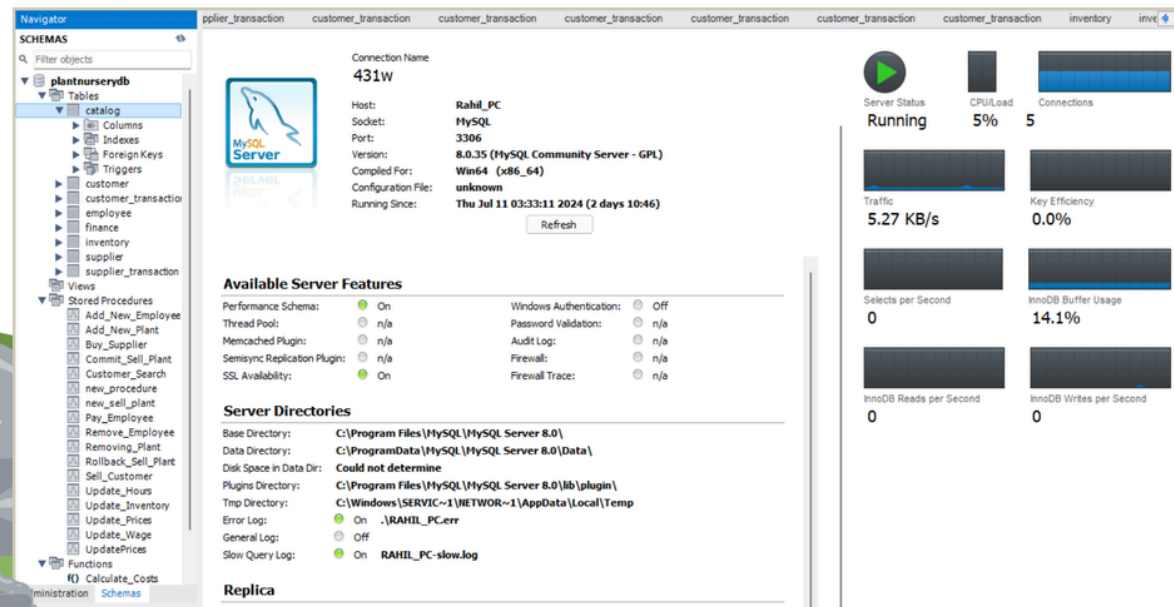 Navigator
SCHEMAS
Filter objects
plantnurserydb
Tables
catalog
Columns
Indexes
Foreign Keys
Triggers
customer
customer_transaction
employee
finance
inventory
supplier
supplier_transaction
Views
Stored Procedures
Add_New_Employee
Add_New_Plant
Buy_Supplier
Commit_Sell_Plant
Customer_Search
new_procedure
new_sell_plant
Pay_Employee
Remove_Employee
Removing_Plant
Rollback_Sell_Plant
Sell_Customer
Update_Hours
Update_Inventory
Update_Prices
Update_Wage
UpdatePrices
Functions
f() Calculate_Costs
ministration Schemas
pplier_transaction customer_transaction customer_transaction customer_transaction customer_transaction customer_transaction customer_transaction inventory inve
MySQL
Server
Connection Name
431w
Host: Rahil_PC
Socket: MySQL
Port: 3306
Version: 8.0.35 (MySQL Community Server - GPL)
Compiled For: Win64 (x86_64)
Configuration File: unknown
Running Since: Thu Jul 11 03:33:11 2024 (2 days 10:46)
Refresh
Available Server Features
Performance Schema: On Windows Authentication: Off
Thread Pool: n/a Password Validation: n/a
Memcached Plugin: n/a Audit Log: n/a
Semisync Replication Plugin: n/a Firewall: n/a
SSL Availability: On Firewall Trace: n/a
Server Directories
Base Directory: C:\Program Files\MySQL\MySQL Server 8.0\
Data Directory: C:\ProgramData\MySQL\MySQL Server 8.0\Data\
Disk Space in Data Dir: Could not determine
Plugins Directory: C:\Program Files\MySQL\MySQL Server 8.0\lib\plugin\
Tmp Directory: C:\Windows\SERVIC~1\NETWOR~1\AppData\Local\Temp
Error Log: On .\RAHIL_PC.err
General Log: Off
Slow Query Log: On RAHIL_PC-slow.log
Replica
Server Status CPU/Load Connections
Running 5% 5
Traffic Key Efficiency
5.27 KB/s 0.0%
Selects per Second InnoDB Buffer Usage
0 14.1%
InnoDB Reads per Second InnoDB Writes per Second
0 0